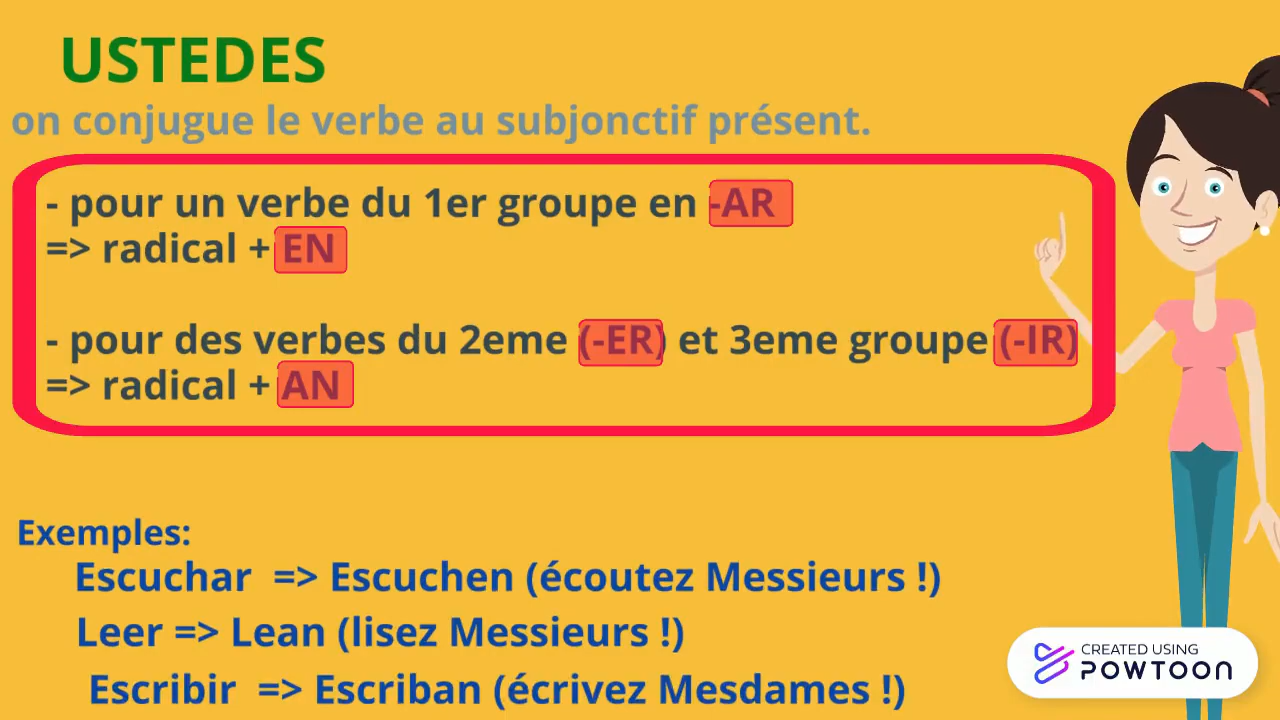 USTEDES
on conjugue le verbe au subjonctif présent.
- pour un verbe du 1er groupe en -AR
=> radical + EN
- pour des verbes du 2eme (-ER) et 3eme groupe (-IR)
=> radical + AN
Exemples:
Escuchar => Escuchen (écoutez Messieurs !)
Leer => Lean (lisez Messieurs !)
Escribir => Escriban (écrivez Mesdames !)
CREATED USING
POWTOON